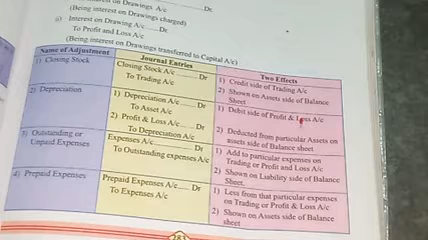 on Drawings A/c ............ Dr.
(Being interest on Drawings charged)
ii) Interest on Drawing A/c ...... Dr
To Profit and Loss A/c
(Being interest on Drawings transferred to Capital A/c)
Name of Adjustment Journal Entries Two Effects
1) Closing Stock
Closing Stock A/c ...... Dr
To Trading A/c
1) Credit side of Trading A/c
2) Shown on Assets side of Balance
Sheet
2) Depreciation
1) Depreciation A/c ...... Dr
To Asset A/c
2) Profit & Loss A/c ...... Dr
To Depreciation A/c
1) Debit side of Profit & Loss A/c
2) Deducted from particular Assets on
assets side of Balance sheet
3) Outstanding or
Unpaid Expenses
Expenses A/c ...... Dr
To Outstanding expenses A/c
1) Add to particular expenses on
Trading or Profit and Loss A/c
2) Shown on Liability side of Balance
Sheet.
4) Prepaid Expenses
Prepaid Expenses A/c ...... Dr
To Expenses A/c
1) Less from that particular expenses
on Trading or Profit & Loss A/c
2) Shown on Assets side of Balance
sheet
283